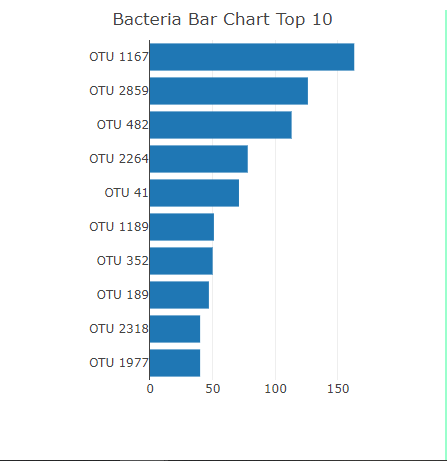 Bacteria Bar Chart Top 10
OTU 1167
OTU 2859
OTU 482
OTU 2264
OTU 41
OTU 1189
OTU 352
OTU 189
OTU 2318
OTU 1977
0 50 100 150